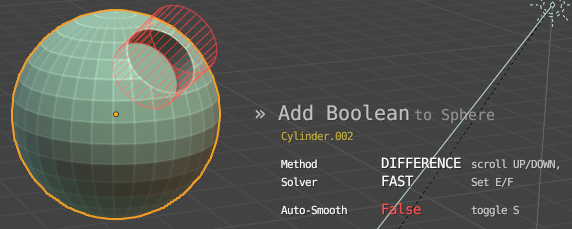 » Add Boolean to Sphere
Cylinder.002
Method DIFFERENCE scroll UP/DOWN,
Solver FAST Set E/F
Auto-Smooth False toggle S